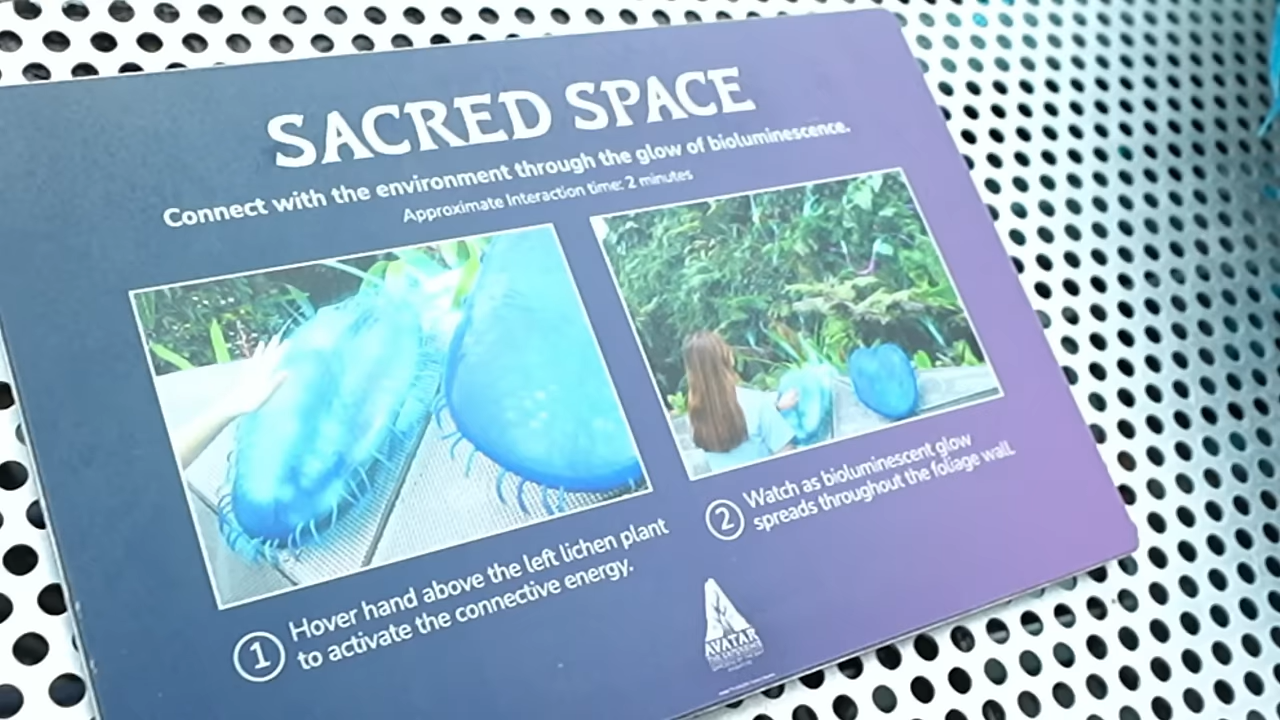 SACRED SPACE
Connect with the environment through the glow of bioluminescence.
Approximate Interaction time: 2 minutes
1 Hover hand above the left lichen plant
to activate the connective energy.
2 Watch as bioluminescent glow
spreads throughout the foliage wall.
AVATAR
THE EXPERIENCE